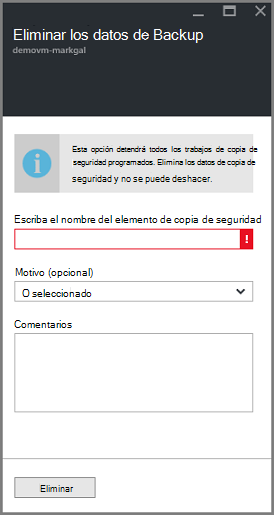 Eliminar los datos de Backup
demovm-markgal
Esta opción detendrá todos los trabajos de copia de
seguridad programados. Elimina los datos de copia de
seguridad y no se puede deshacer.
Escriba el nombre del elemento de copia de seguridad
!
Motivo (opcional)
O seleccionado
Comentarios
Eliminar